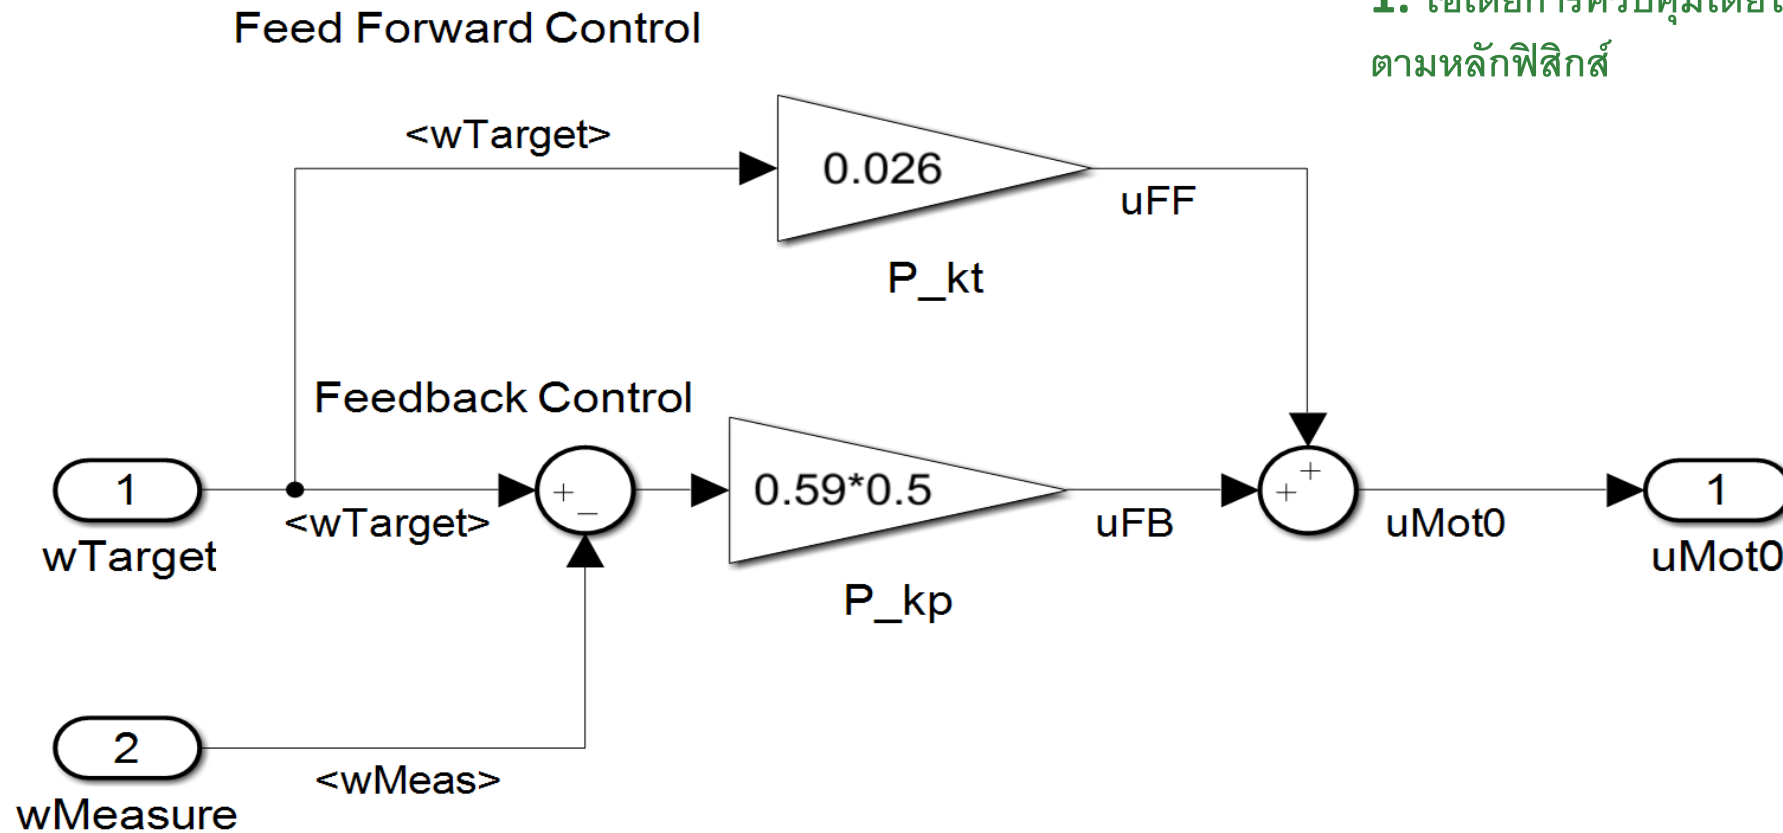 Feed Forward Control
ตามหลักฟิสิกส์
<wTarget>
0.026
uFF
P_kt
Feedback Control
1
+
_
0.59*0.5
+
+
1
<wTarget>
uFB
uMot0
wTarget
uMot0
P_kp
2
<wMeas>
wMeasure